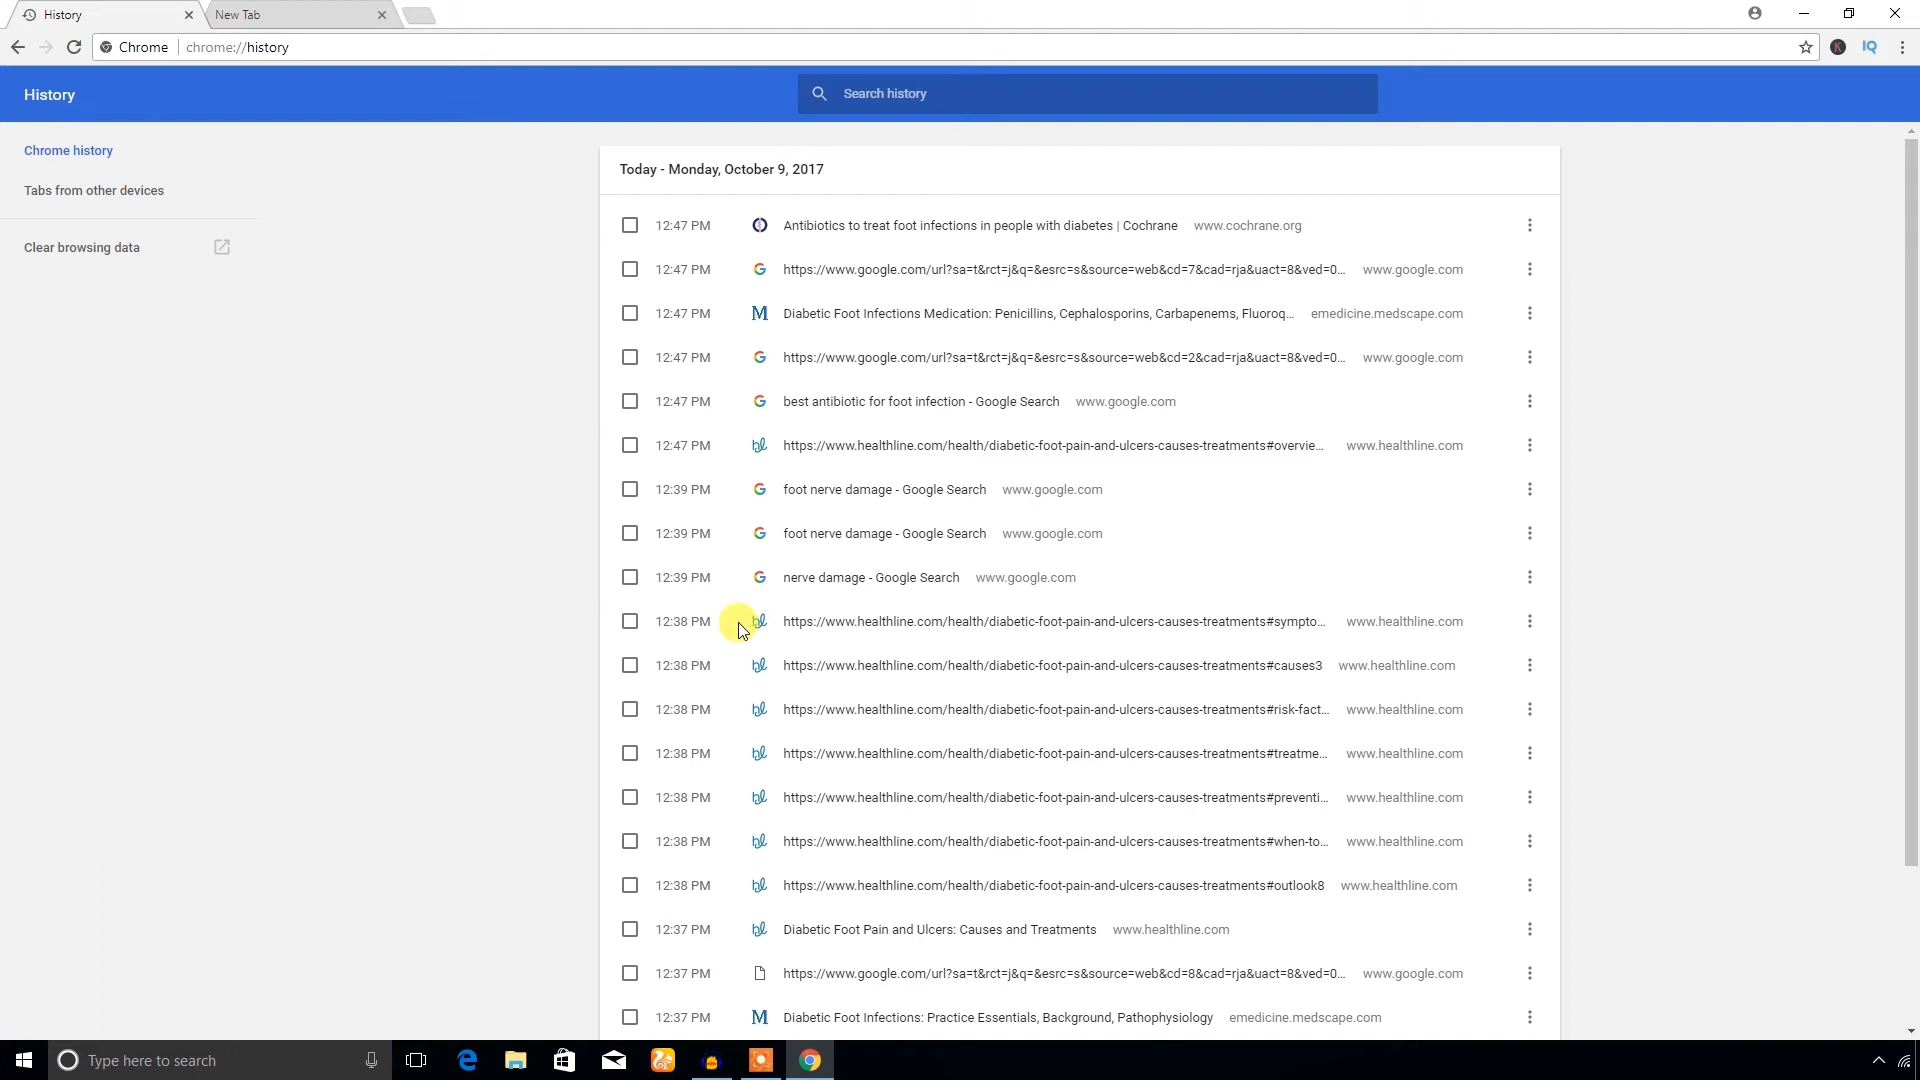 History
New Tab
Chrome | chrome://history
IQ
History
Search history
Chrome history
Tabs from other devices
Clear browsing data
Today - Monday, October 9, 2017
12:47 PM Antibiotics to treat foot infections in people with diabetes | Cochrane www.cochrane.org
12:47 PM https://www.google.com/url?sa=t&rct=j&q=&esrc=s&source=web&cd=7&cad=rja&uact=8&ved=0... www.google.com
12:47 PM Diabetic Foot Infections Medication: Penicillins, Cephalosporins, Carbapenems, Fluoroq... emedicine.medscape.com
12:47 PM https://www.google.com/url?sa=t&rct=j&q=&esrc=s&source=web&cd=2&cad=rja&uact=8&ved=0... www.google.com
12:47 PM best antibiotic for foot infection - Google Search www.google.com
12:47 PM https://www.healthline.com/health/diabetic-foot-pain-and-ulcers-causes-treatments#overvie... www.healthline.com
12:39 PM foot nerve damage - Google Search www.google.com
12:39 PM foot nerve damage - Google Search www.google.com
12:39 PM nerve damage - Google Search www.google.com
12:38 PM https://www.healthline.com/health/diabetic-foot-pain-and-ulcers-causes-treatments#sympto... www.healthline.com
12:38 PM https://www.healthline.com/health/diabetic-foot-pain-and-ulcers-causes-treatments#causes3 www.healthline.com
12:38 PM https://www.healthline.com/health/diabetic-foot-pain-and-ulcers-causes-treatments#risk-fact... www.healthline.com
12:38 PM https://www.healthline.com/health/diabetic-foot-pain-and-ulcers-causes-treatments#treatme... www.healthline.com
12:38 PM https://www.healthline.com/health/diabetic-foot-pain-and-ulcers-causes-treatments#preventi... www.healthline.com
12:38 PM https://www.healthline.com/health/diabetic-foot-pain-and-ulcers-causes-treatments#when-to... www.healthline.com
12:38 PM https://www.healthline.com/health/diabetic-foot-pain-and-ulcers-causes-treatments#outlook8 www.healthline.com
12:37 PM Diabetic Foot Pain and Ulcers: Causes and Treatments www.healthline.com
12:37 PM https://www.google.com/url?sa=t&rct=j&q=&esrc=s&source=web&cd=8&cad=rja&uact=8&ved=0... www.google.com
12:37 PM Diabetic Foot Infections: Practice Essentials, Background, Pathophysiology emedicine.medscape.com
Type here to search